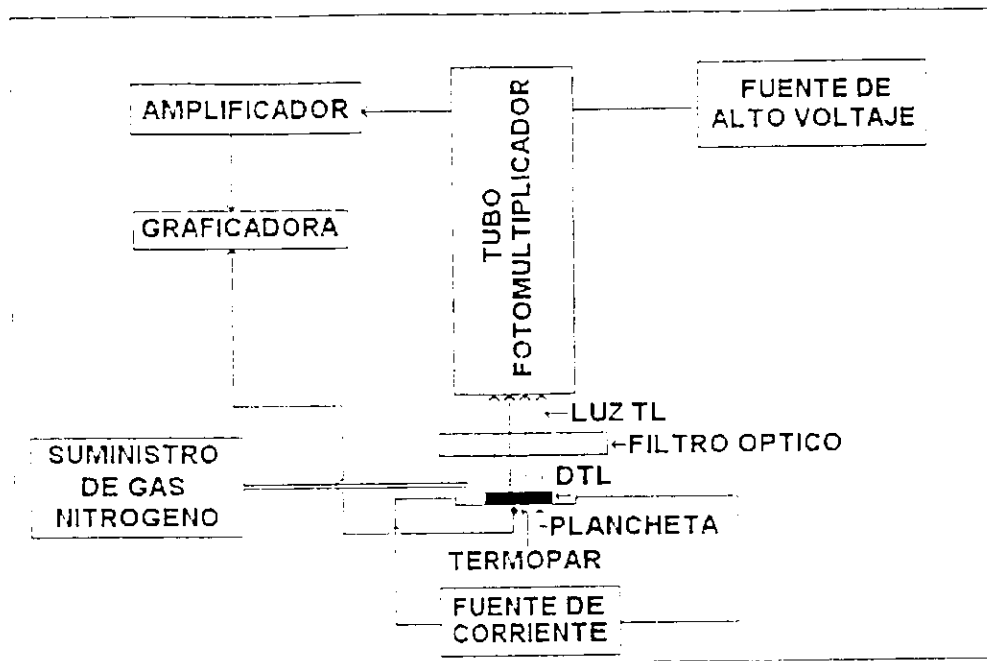 AMPLIFICADOR
TUBO
FOTOMULTIPLICADOR
FUENTE DE
ALTO VOLTAJE
GRAFICADORA
LUZ TL
FILTRO OPTICO
SUMINISTRO
DE GAS
NITROGENO
DTL
PLANCHETA
TERMOPAR
FUENTE DE
CORRIENTE